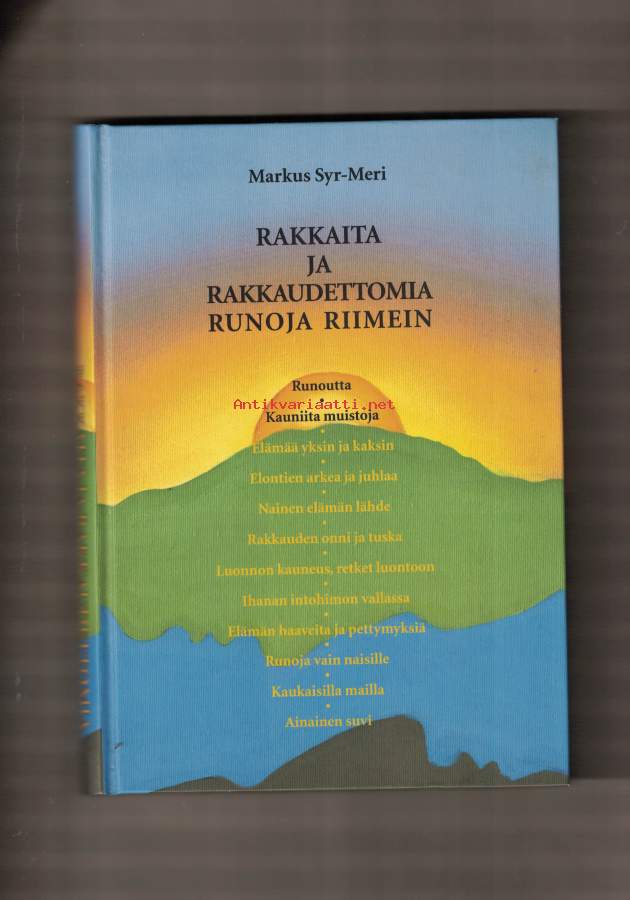 Markus Syr-Meri
RAKKAITA
JA
RAKKAUDETTOMIA
RUNOJA RIIMEIN
Runoutta
Antikvariaatti.net
Kauniita muistoja
Elämää yksin ja kaksin
Elontien arkea ja juhlaa
Nainen elämän lähde
Rakkauden onni ja tuska
Luonnon kauneus, retket luontoon
Ihanan intohimon vallassa
Elämän haaveita ja pettymyksiä
Runoja vain naisille
Kaukaisilla mailla
Ainainen suvi